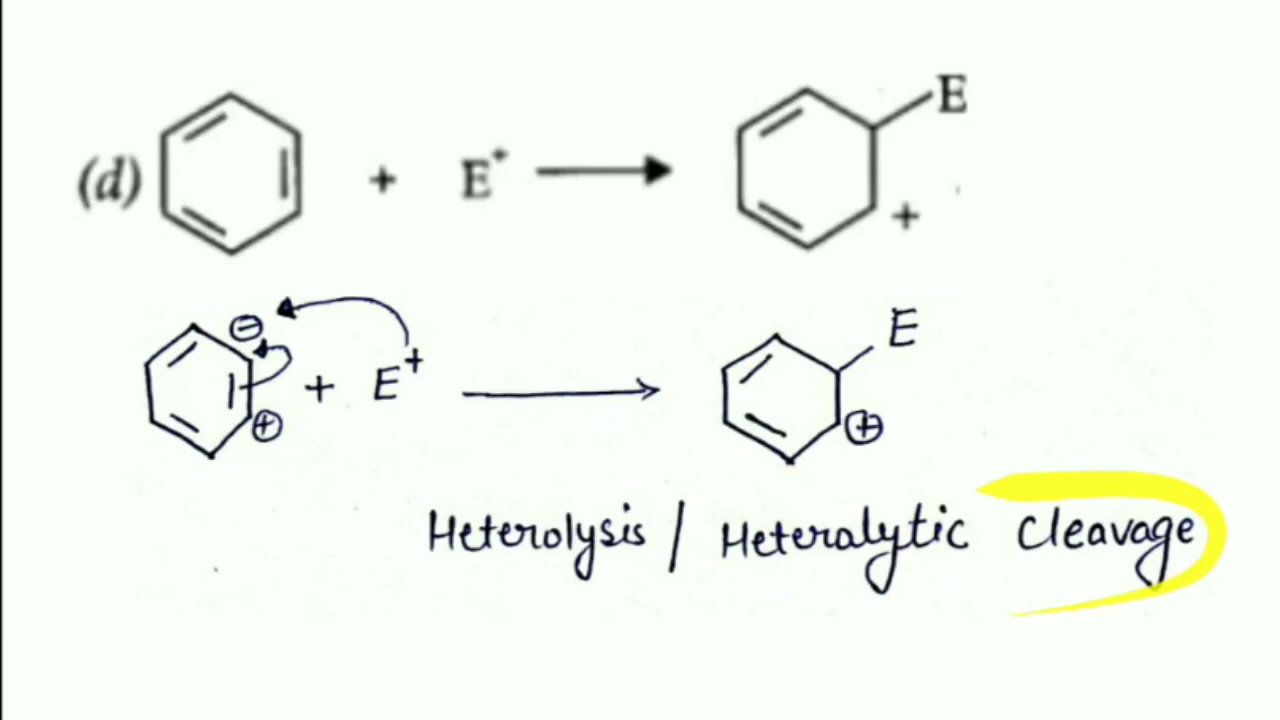 (d) + E⁺ E
+
⊖ E
+ E⁺
⊕ ⊕
Heterolysis / Heteralytic Cleavage